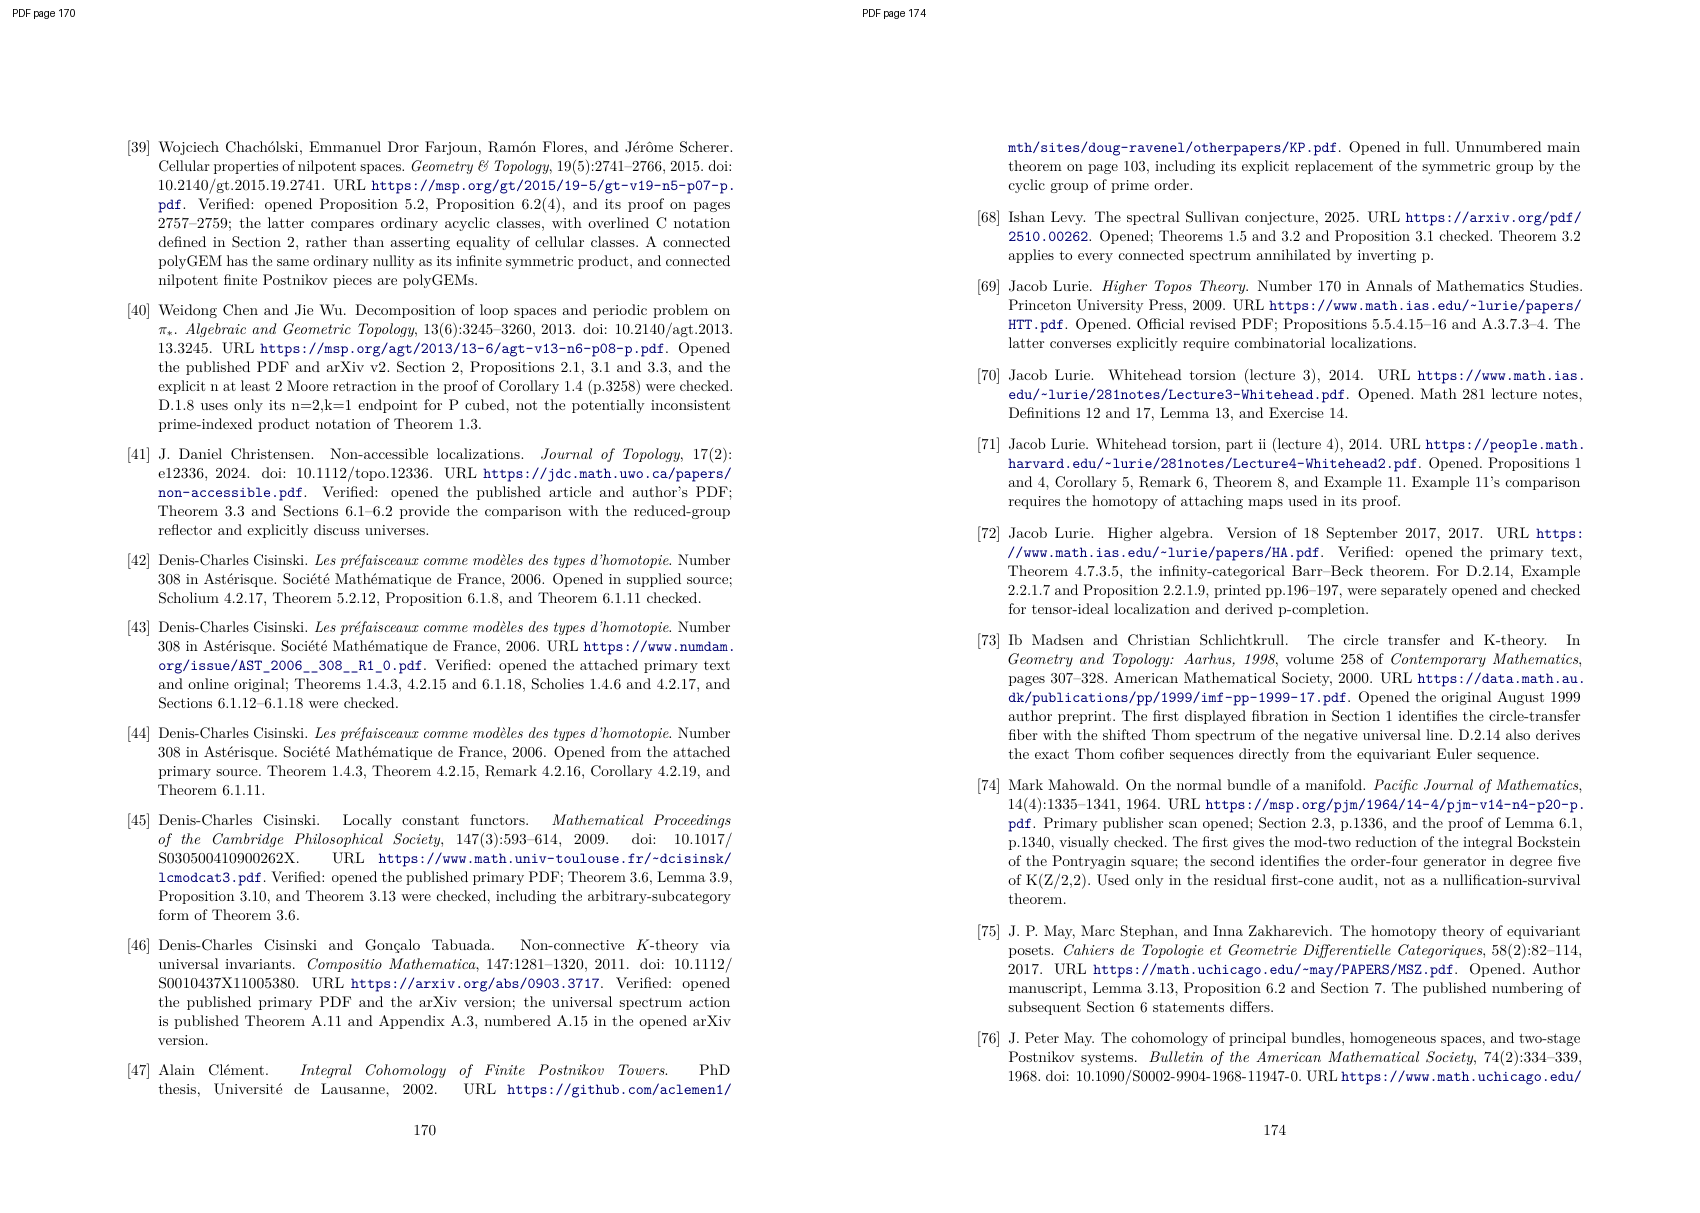 PDF page 170
[39] Wojciech Chachólski, Emmanuel Dror Farjoun, Ramón Flores, and Jérôme Scherer.
Cellular properties of nilpotent spaces. Geometry & Topology, 19(5):2741–2766, 2015. doi:
10.2140/gt.2015.19.2741. URL https://msp.org/gt/2015/19-5/gt-v19-n5-p07-p.
pdf. Verified: opened Proposition 5.2, Proposition 6.2(4), and its proof on pages
2757–2759; the latter compares ordinary acyclic classes, with overlined C notation
defined in Section 2, rather than asserting equality of cellular classes. A connected
polyGEM has the same ordinary nullity as its infinite symmetric product, and connected
nilpotent finite Postnikov pieces are polyGEMs.
[40] Weidong Chen and Jie Wu. Decomposition of loop spaces and periodic problem on
π∗. Algebraic and Geometric Topology, 13(6):3245–3260, 2013. doi: 10.2140/agt.2013.
13.3245. URL https://msp.org/agt/2013/13-6/agt-v13-n6-p08-p.pdf. Opened
the published PDF and arXiv v2. Section 2, Propositions 2.1, 3.1 and 3.3, and the
explicit n at least 2 Moore retraction in the proof of Corollary 1.4 (p.3258) were checked.
D.1.8 uses only its n=2,k=1 endpoint for P cubed, not the potentially inconsistent
prime-indexed product notation of Theorem 1.3.
[41] J. Daniel Christensen. Non-accessible localizations. Journal of Topology, 17(2):
e12336, 2024. doi: 10.1112/topo.12336. URL https://jdc.math.uwo.ca/papers/
non-accessible.pdf. Verified: opened the published article and author's PDF;
Theorem 3.3 and Sections 6.1–6.2 provide the comparison with the reduced-group
reflector and explicitly discuss universes.
[42] Denis-Charles Cisinski. Les préfaisceaux comme modèles des types d'homotopie. Number
308 in Astérisque. Société Mathématique de France, 2006. Opened in supplied source;
Scholium 4.2.17, Theorem 5.2.12, Proposition 6.1.8, and Theorem 6.1.11 checked.
[43] Denis-Charles Cisinski. Les préfaisceaux comme modèles des types d'homotopie. Number
308 in Astérisque. Société Mathématique de France, 2006. URL https://www.numdam.
org/issue/AST_2006__308__R1_0.pdf. Verified: opened the attached primary text
and online original; Theorems 1.4.3, 4.2.15 and 6.1.18, Scholies 1.4.6 and 4.2.17, and
Sections 6.1.12–6.1.18 were checked.
[44] Denis-Charles Cisinski. Les préfaisceaux comme modèles des types d'homotopie. Number
308 in Astérisque. Société Mathématique de France, 2006. Opened from the attached
primary source. Theorem 1.4.3, Theorem 4.2.15, Remark 4.2.16, Corollary 4.2.19, and
Theorem 6.1.11.
[45] Denis-Charles Cisinski. Locally constant functors. Mathematical Proceedings
of the Cambridge Philosophical Society, 147(3):593–614, 2009. doi: 10.1017/
S030500410900262X. URL https://www.math.univ-toulouse.fr/~dcisinsk/
lcmodcat3.pdf. Verified: opened the published primary PDF; Theorem 3.6, Lemma 3.9,
Proposition 3.10, and Theorem 3.13 were checked, including the arbitrary-subcategory
form of Theorem 3.6.
[46] Denis-Charles Cisinski and Gonçalo Tabuada. Non-connective K-theory via
universal invariants. Compositio Mathematica, 147:1281–1320, 2011. doi: 10.1112/
S0010437X11005380. URL https://arxiv.org/abs/0903.3717. Verified: opened
the published primary PDF and the arXiv version; the universal spectrum action
is published Theorem A.11 and Appendix A.3, numbered A.15 in the opened arXiv
version.
[47] Alain Clément. Integral Cohomology of Finite Postnikov Towers. PhD
thesis, Université de Lausanne, 2002. URL https://github.com/aclemen1/
170
PDF page 174
mth/sites/doug-ravenel/otherpapers/KP.pdf. Opened in full. Unnumbered main
theorem on page 103, including its explicit replacement of the symmetric group by the
cyclic group of prime order.
[68] Ishan Levy. The spectral Sullivan conjecture, 2025. URL https://arxiv.org/pdf/
2510.00262. Opened; Theorems 1.5 and 3.2 and Proposition 3.1 checked. Theorem 3.2
applies to every connected spectrum annihilated by inverting p.
[69] Jacob Lurie. Higher Topos Theory. Number 170 in Annals of Mathematics Studies.
Princeton University Press, 2009. URL https://www.math.ias.edu/~lurie/papers/
HTT.pdf. Opened. Official revised PDF; Propositions 5.5.4.15–16 and A.3.7.3–4. The
latter converses explicitly require combinatorial localizations.
[70] Jacob Lurie. Whitehead torsion (lecture 3), 2014. URL https://www.math.ias.
edu/~lurie/281notes/Lecture3-Whitehead.pdf. Opened. Math 281 lecture notes,
Definitions 12 and 17, Lemma 13, and Exercise 14.
[71] Jacob Lurie. Whitehead torsion, part ii (lecture 4), 2014. URL https://people.math.
harvard.edu/~lurie/281notes/Lecture4-Whitehead2.pdf. Opened. Propositions 1
and 4, Corollary 5, Remark 6, Theorem 8, and Example 11. Example 11's comparison
requires the homotopy of attaching maps used in its proof.
[72] Jacob Lurie. Higher algebra. Version of 18 September 2017, 2017. URL https:
//www.math.ias.edu/~lurie/papers/HA.pdf. Verified: opened the primary text,
Theorem 4.7.3.5, the infinity-categorical Barr–Beck theorem. For D.2.14, Example
2.2.1.7 and Proposition 2.2.1.9, printed pp.196–197, were separately opened and checked
for tensor-ideal localization and derived p-completion.
[73] Ib Madsen and Christian Schlichtkrull. The circle transfer and K-theory. In
Geometry and Topology: Aarhus, 1998, volume 258 of Contemporary Mathematics,
pages 307–328. American Mathematical Society, 2000. URL https://data.math.au.
dk/publications/pp/1999/imf-pp-1999-17.pdf. Opened the original August 1999
author preprint. The first displayed fibration in Section 1 identifies the circle-transfer
fiber with the shifted Thom spectrum of the negative universal line. D.2.14 also derives
the exact Thom cofiber sequences directly from the equivariant Euler sequence.
[74] Mark Mahowald. On the normal bundle of a manifold. Pacific Journal of Mathematics,
14(4):1335–1341, 1964. URL https://msp.org/pjm/1964/14-4/pjm-v14-n4-p20-p.
pdf. Primary publisher scan opened; Section 2.3, p.1336, and the proof of Lemma 6.1,
p.1340, visually checked. The first gives the mod-two reduction of the integral Bockstein
of the Pontryagin square; the second identifies the order-four generator in degree five
of K(Z/2,2). Used only in the residual first-cone audit, not as a nullification-survival
theorem.
[75] J. P. May, Marc Stephan, and Inna Zakharevich. The homotopy theory of equivariant
posets. Cahiers de Topologie et Geometrie Differentielle Categoriques, 58(2):82–114,
2017. URL https://math.uchicago.edu/~may/PAPERS/MSZ.pdf. Opened. Author
manuscript, Lemma 3.13, Proposition 6.2 and Section 7. The published numbering of
subsequent Section 6 statements differs.
[76] J. Peter May. The cohomology of principal bundles, homogeneous spaces, and two-stage
Postnikov systems. Bulletin of the American Mathematical Society, 74(2):334–339,
1968. doi: 10.1090/S0002-9904-1968-11947-0. URL https://www.math.uchicago.edu/
174